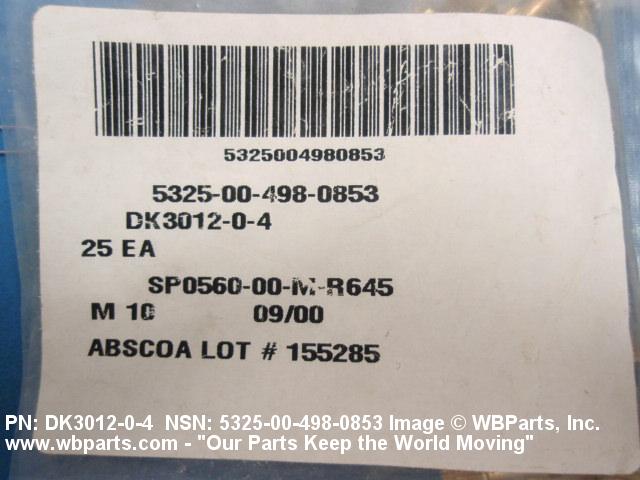 5325004980853
5325-00-498-0853
DK3012-0-4
25 EA
SP0560-00-M-R645
M 10 09/00
ABSCOA LOT # 155285
PN: DK3012-0-4 NSN: 5325-00-498-0853 Image © WBParts, Inc.
www.wbparts.com - "Our Parts Keep the World Moving"